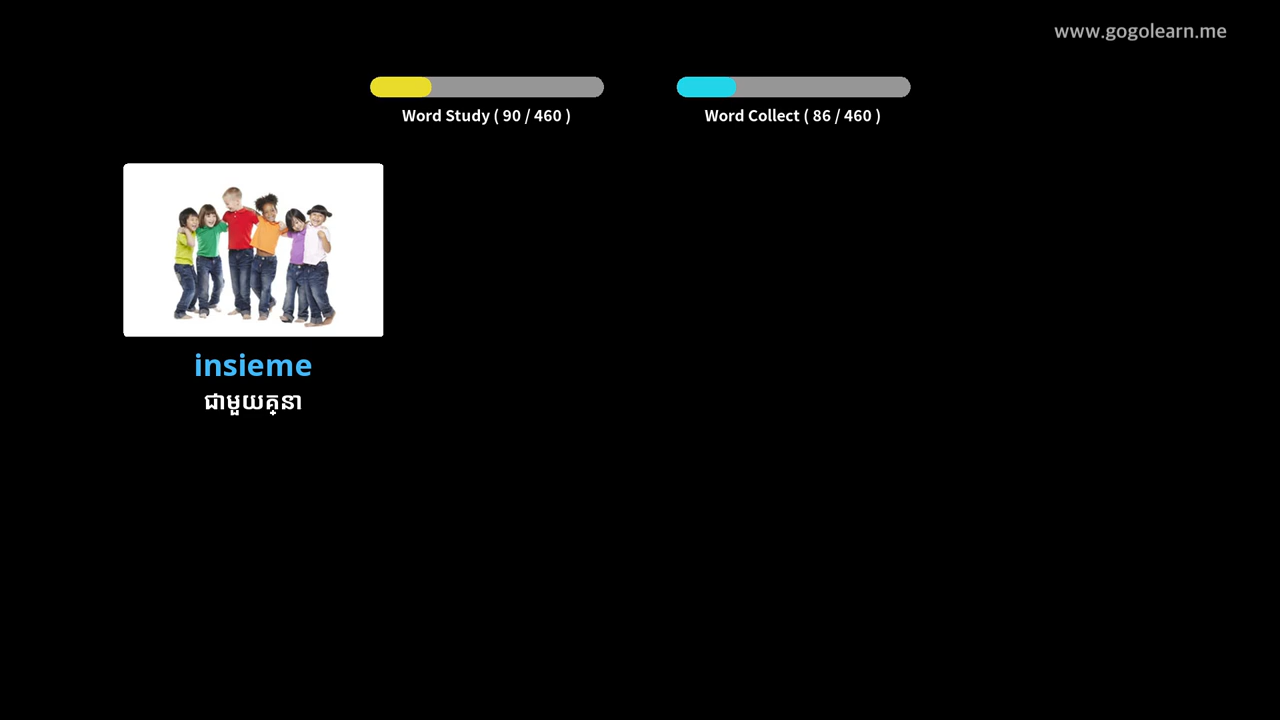 www.gogolearn.me
Word Study ( 90 / 460 )
Word Collect ( 86 / 460 )
insieme
ជាមួយគ្នា